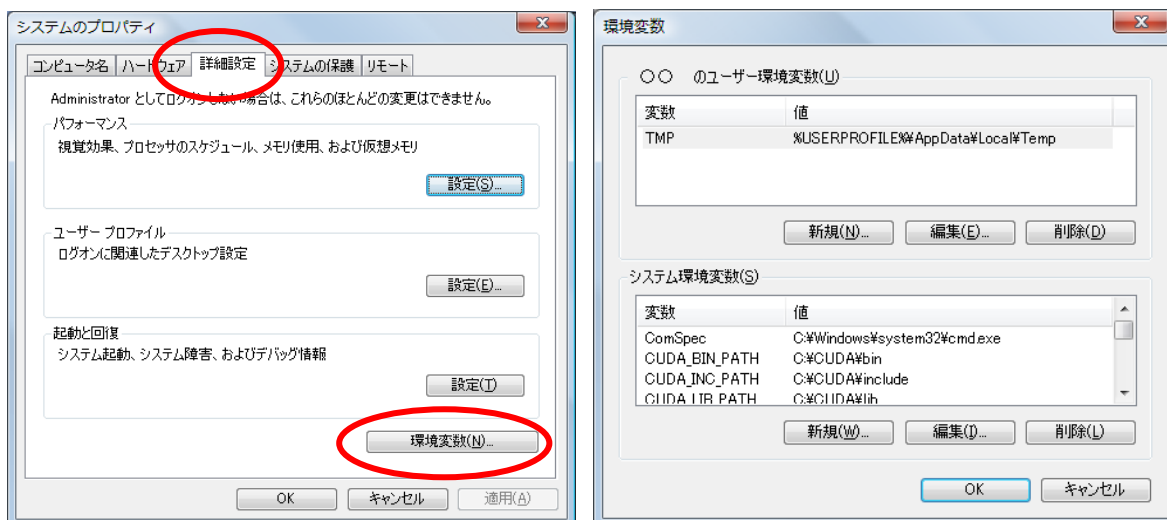 システムのプロパティ
コンピュータ名 ハードウェア 詳細設定 システムの保護 リモート
Administrator としてログオンしない場合は、これらのほとんどの変更はできません。
パフォーマンス
視覚効果、プロセッサのスケジュール、メモリ使用、および仮想メモリ
設定(S)...
ユーザー プロファイル
ログオンに関連したデスクトップ設定
設定(E)...
起動と回復
システム起動、システム障害、およびデバッグ情報
設定(T)
環境変数(N)...
OK キャンセル 適用(A)
環境変数
○○ のユーザー環境変数(U)
変数 値
TMP %USERPROFILE%¥AppData¥Local¥Temp
新規(N)... 編集(E)... 削除(D)
システム環境変数(S)
変数 値
ComSpec C:¥Windows¥system32¥cmd.exe
CUDA_BIN_PATH C:¥CUDA¥bin
CUDA_INC_PATH C:¥CUDA¥include
CUDA_LIB_PATH C:¥CUDA¥lib
新規(W)... 編集(I)... 削除(L)
OK キャンセル